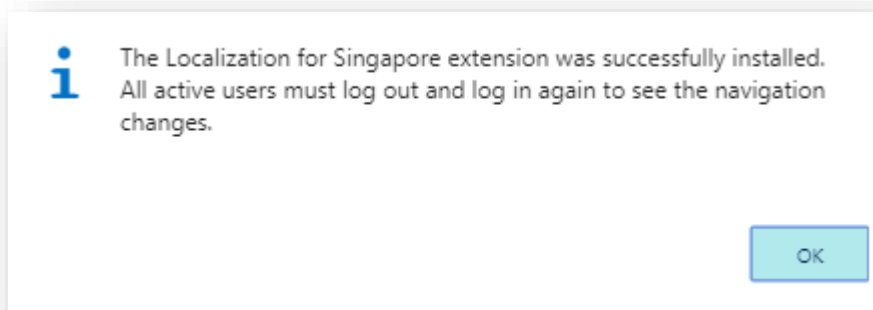 The Localization for Singapore extension was successfully installed.
All active users must log out and log in again to see the navigation
changes.
OK